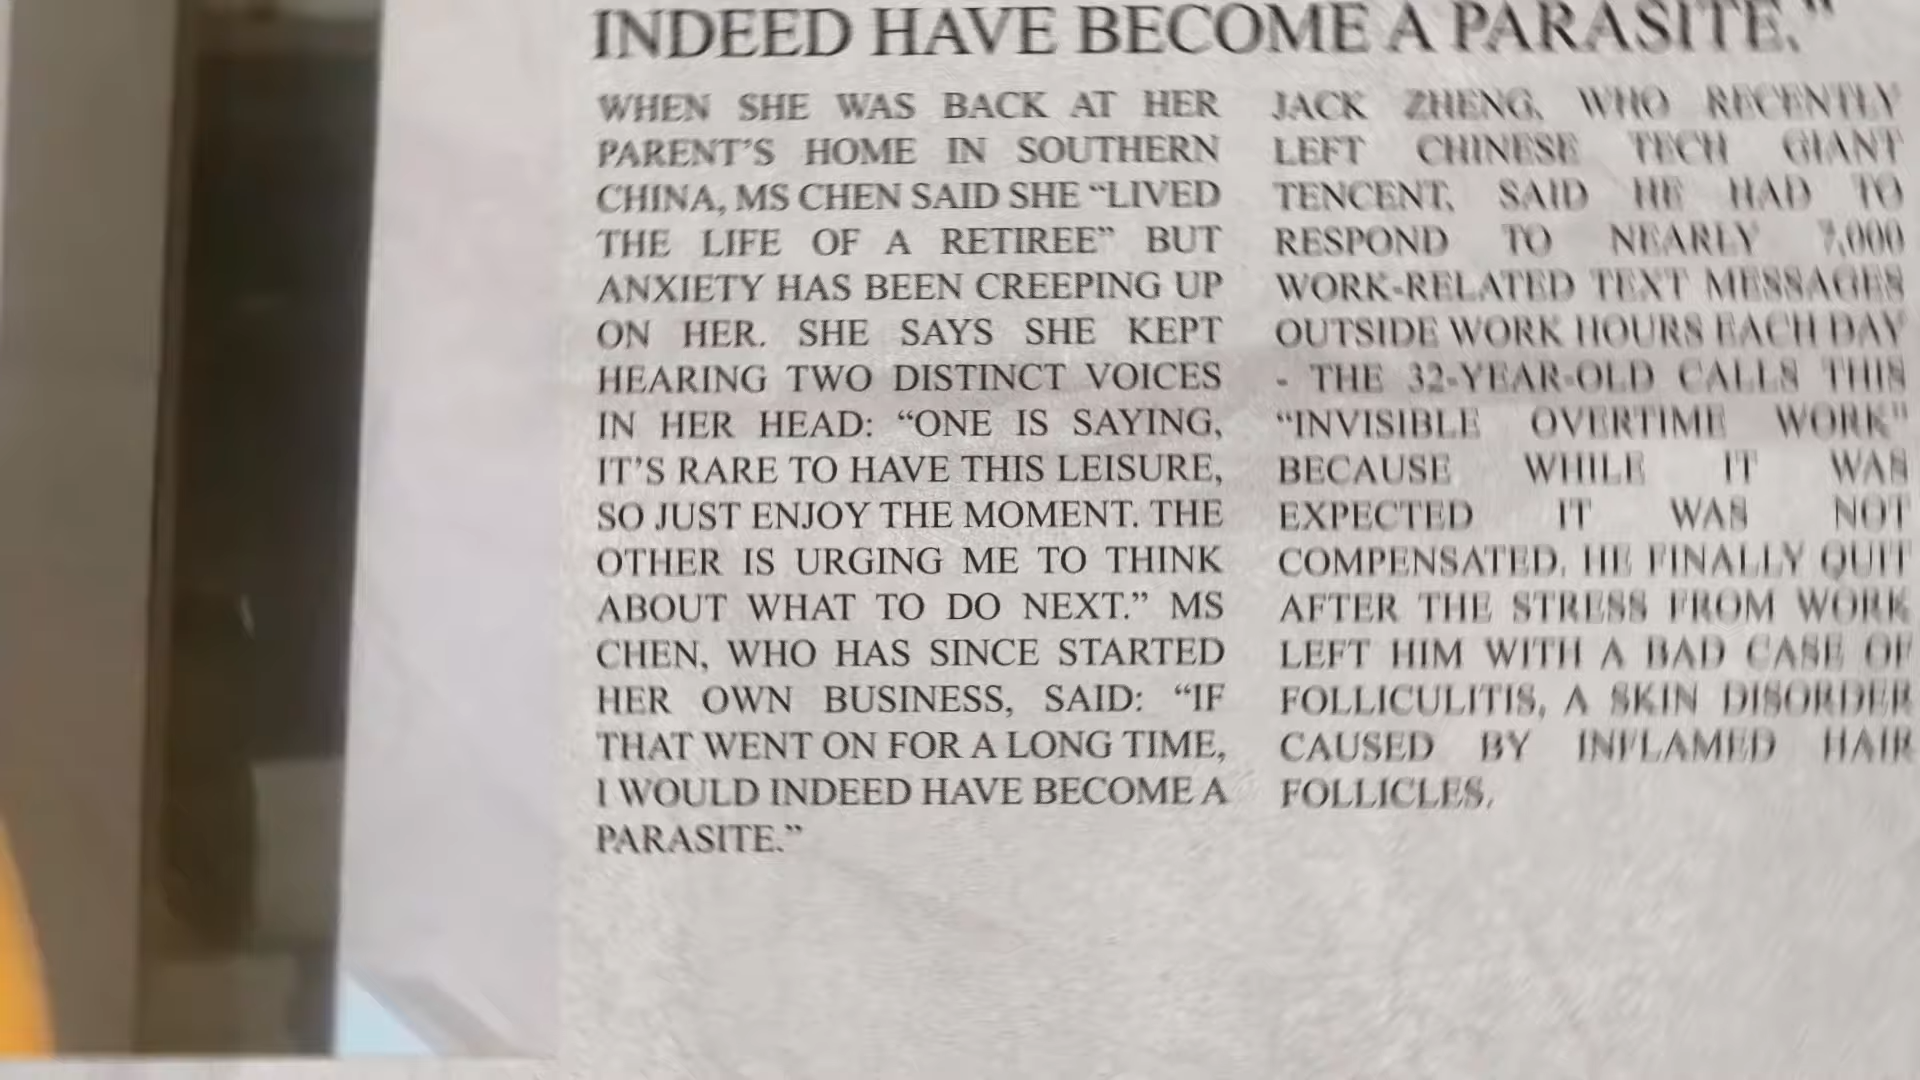 INDEED HAVE BECOME A PARASITE."
WHEN SHE WAS BACK AT HER
PARENT'S HOME IN SOUTHERN
CHINA, MS CHEN SAID SHE “LIVED
THE LIFE OF A RETIREE” BUT
ANXIETY HAS BEEN CREEPING UP
ON HER. SHE SAYS SHE KEPT
HEARING TWO DISTINCT VOICES
IN HER HEAD: “ONE IS SAYING,
IT’S RARE TO HAVE THIS LEISURE,
SO JUST ENJOY THE MOMENT. THE
OTHER IS URGING ME TO THINK
ABOUT WHAT TO DO NEXT.” MS
CHEN, WHO HAS SINCE STARTED
HER OWN BUSINESS, SAID: “IF
THAT WENT ON FOR A LONG TIME,
I WOULD INDEED HAVE BECOME A
PARASITE.”
JACK ZHENG, WHO RECENTLY
LEFT CHINESE TECH GIANT
TENCENT, SAID HE HAD TO
RESPOND TO NEARLY 7,000
WORK-RELATED TEXT MESSAGES
OUTSIDE WORK HOURS EACH DAY
- THE 32-YEAR-OLD CALLS THIS
“INVISIBLE OVERTIME WORK”
BECAUSE WHILE IT WAS
EXPECTED IT WAS NOT
COMPENSATED. HE FINALLY QUIT
AFTER THE STRESS FROM WORK
LEFT HIM WITH A BAD CASE OF
FOLLICULITIS, A SKIN DISORDER
CAUSED BY INFLAMED HAIR
FOLLICLES.